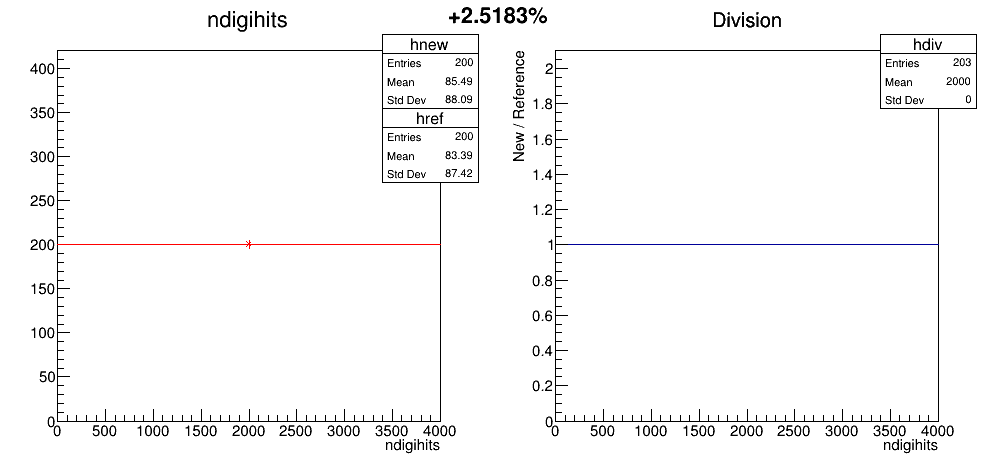 ndigihits
+2.5183%
Division
hnew
Entries 200
Mean 85.49
Std Dev 88.09
href
Entries 200
Mean 83.39
Std Dev 87.42
400
350
300
250
200
150
100
50
0
0 500 1000 1500 2000 2500 3000 3500 4000
ndigihits
hdiv
Entries 203
Mean 2000
Std Dev 0
New / Reference
2
1.8
1.6
1.4
1.2
1
0.8
0.6
0.4
0.2
0
0 500 1000 1500 2000 2500 3000 3500 4000
ndigihits